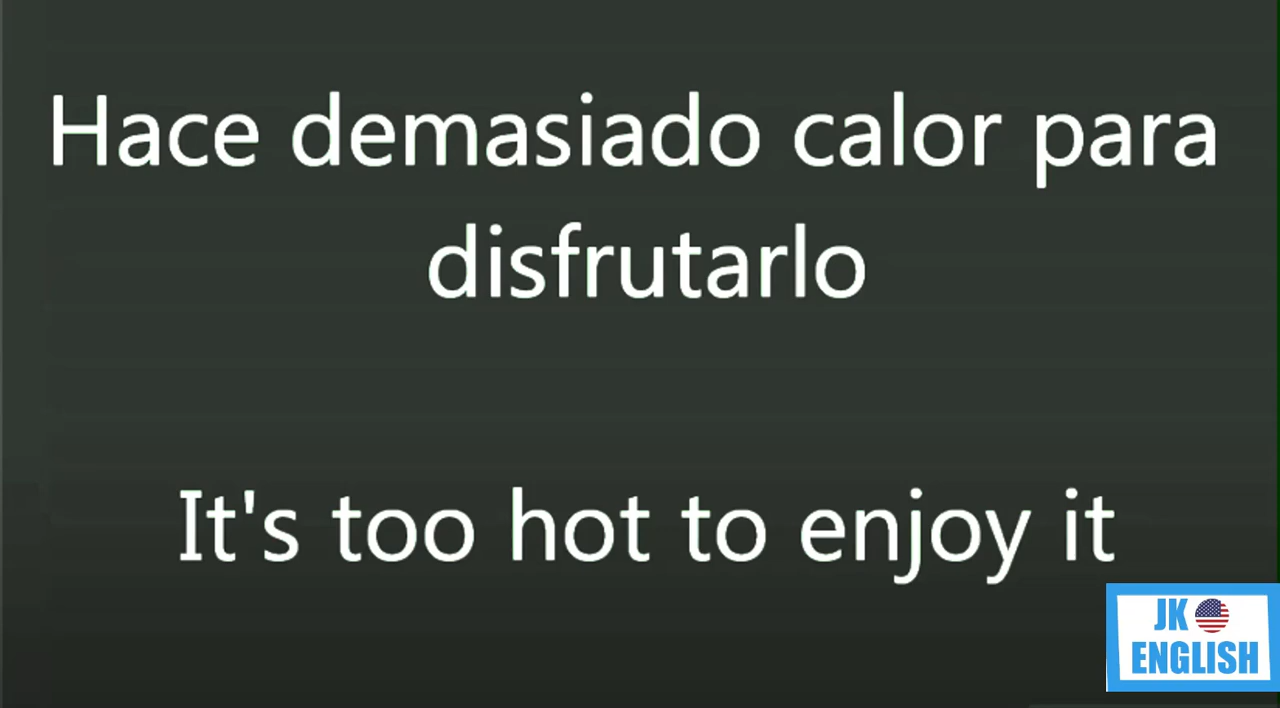 Hace demasiado calor para
disfrutarlo
It's too hot to enjoy it
JK
ENGLISH